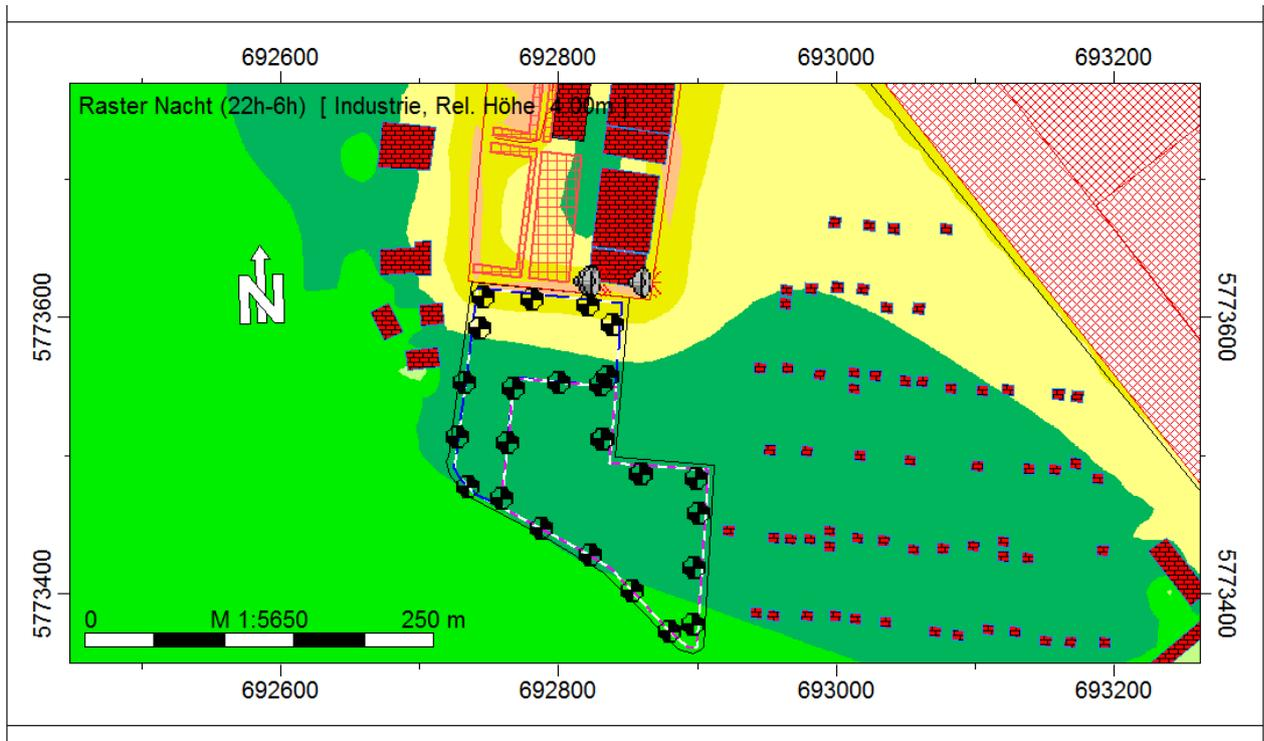 692600 692800 693000 693200
Raster Nacht (22h-6h) [ Industrie, Rel. Höhe 4.00m ]
N
5773600 5773600
5773400 5773400
0 M 1:5650 250 m
692600 692800 693000 693200